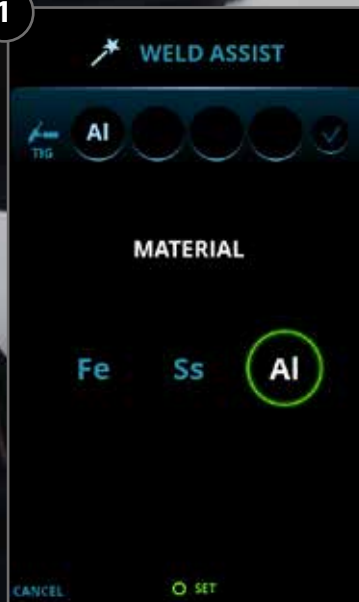 1
WELD ASSIST
TIG
Al
MATERIAL
Fe Ss Al
CANCEL SET